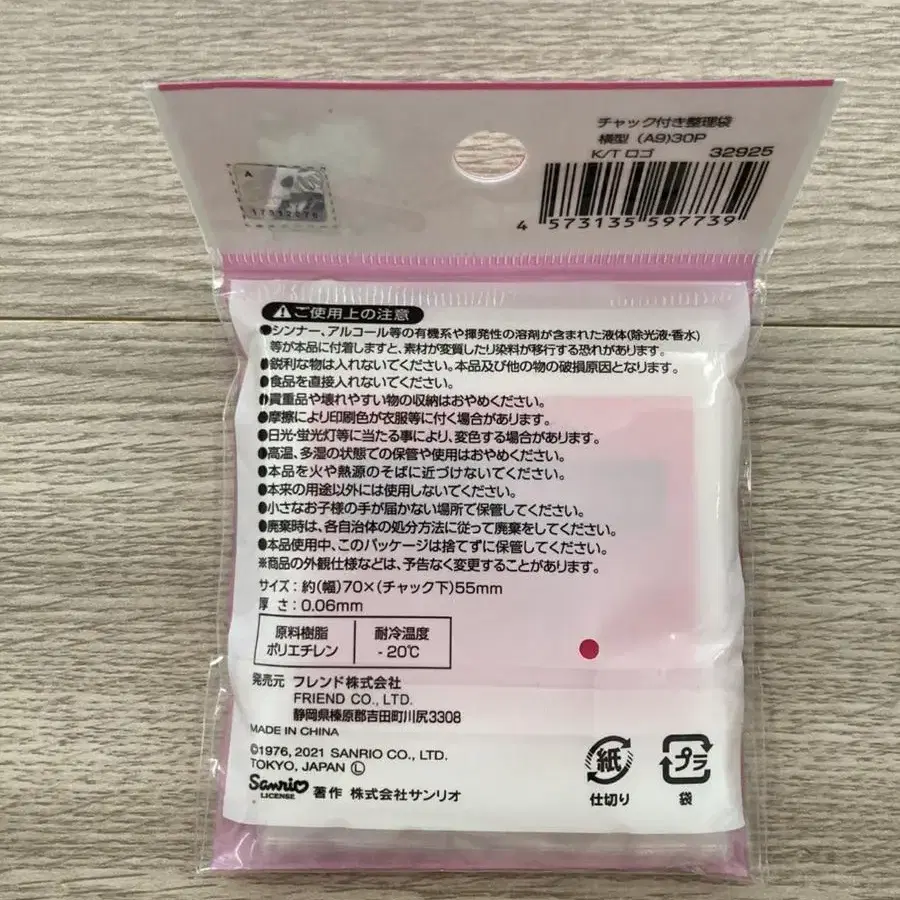 チャック付き整理袋
横型 (A9)30P
K/T ロゴ 32925
4 573135 597739
A
⚠ご使用上の注意
●シンナー、アルコール等の有機系や揮発性の溶剤が含まれた液体(除光液・香水)
等が本品に付着しますと、素材が変質したり染料が移行する恐れがあります。
●鋭利な物は入れないでください。本品及び他の物の破損原因となります。
●食品を直接入れないでください。
●貴重品や壊れやすい物の収納はおやめください。
●摩擦により印刷色が衣服等に付く場合があります。
●日光・蛍光灯等に当たる事により、変色する場合があります。
●高温、多湿の状態での保管や使用はおやめください。
●本品を火や熱源のそばに近づけないでください。
●本来の用途以外には使用しないでください。
●小さなお子様の手が届かない場所で保管してください。
●廃棄時は、各自治体の処分方法に従って廃棄をしてください。
●本品使用中、このパッケージは捨てずに保管してください。
※商品の外観仕様などは、予告なく変更することがあります。
サイズ:約(幅)70×(チャック下)55mm
厚 さ:0.06mm
原料樹脂 耐冷温度
ポリエチレン -20℃
発売元 フレンド株式会社
FRIEND CO., LTD.
静岡県榛原郡吉田町川尻3308
MADE IN CHINA
©1976, 2021 SANRIO CO., LTD.
TOKYO, JAPAN Ⓛ
Sanrio
LICENSE 著作 株式会社サンリオ
紙 プラ
仕切り 袋